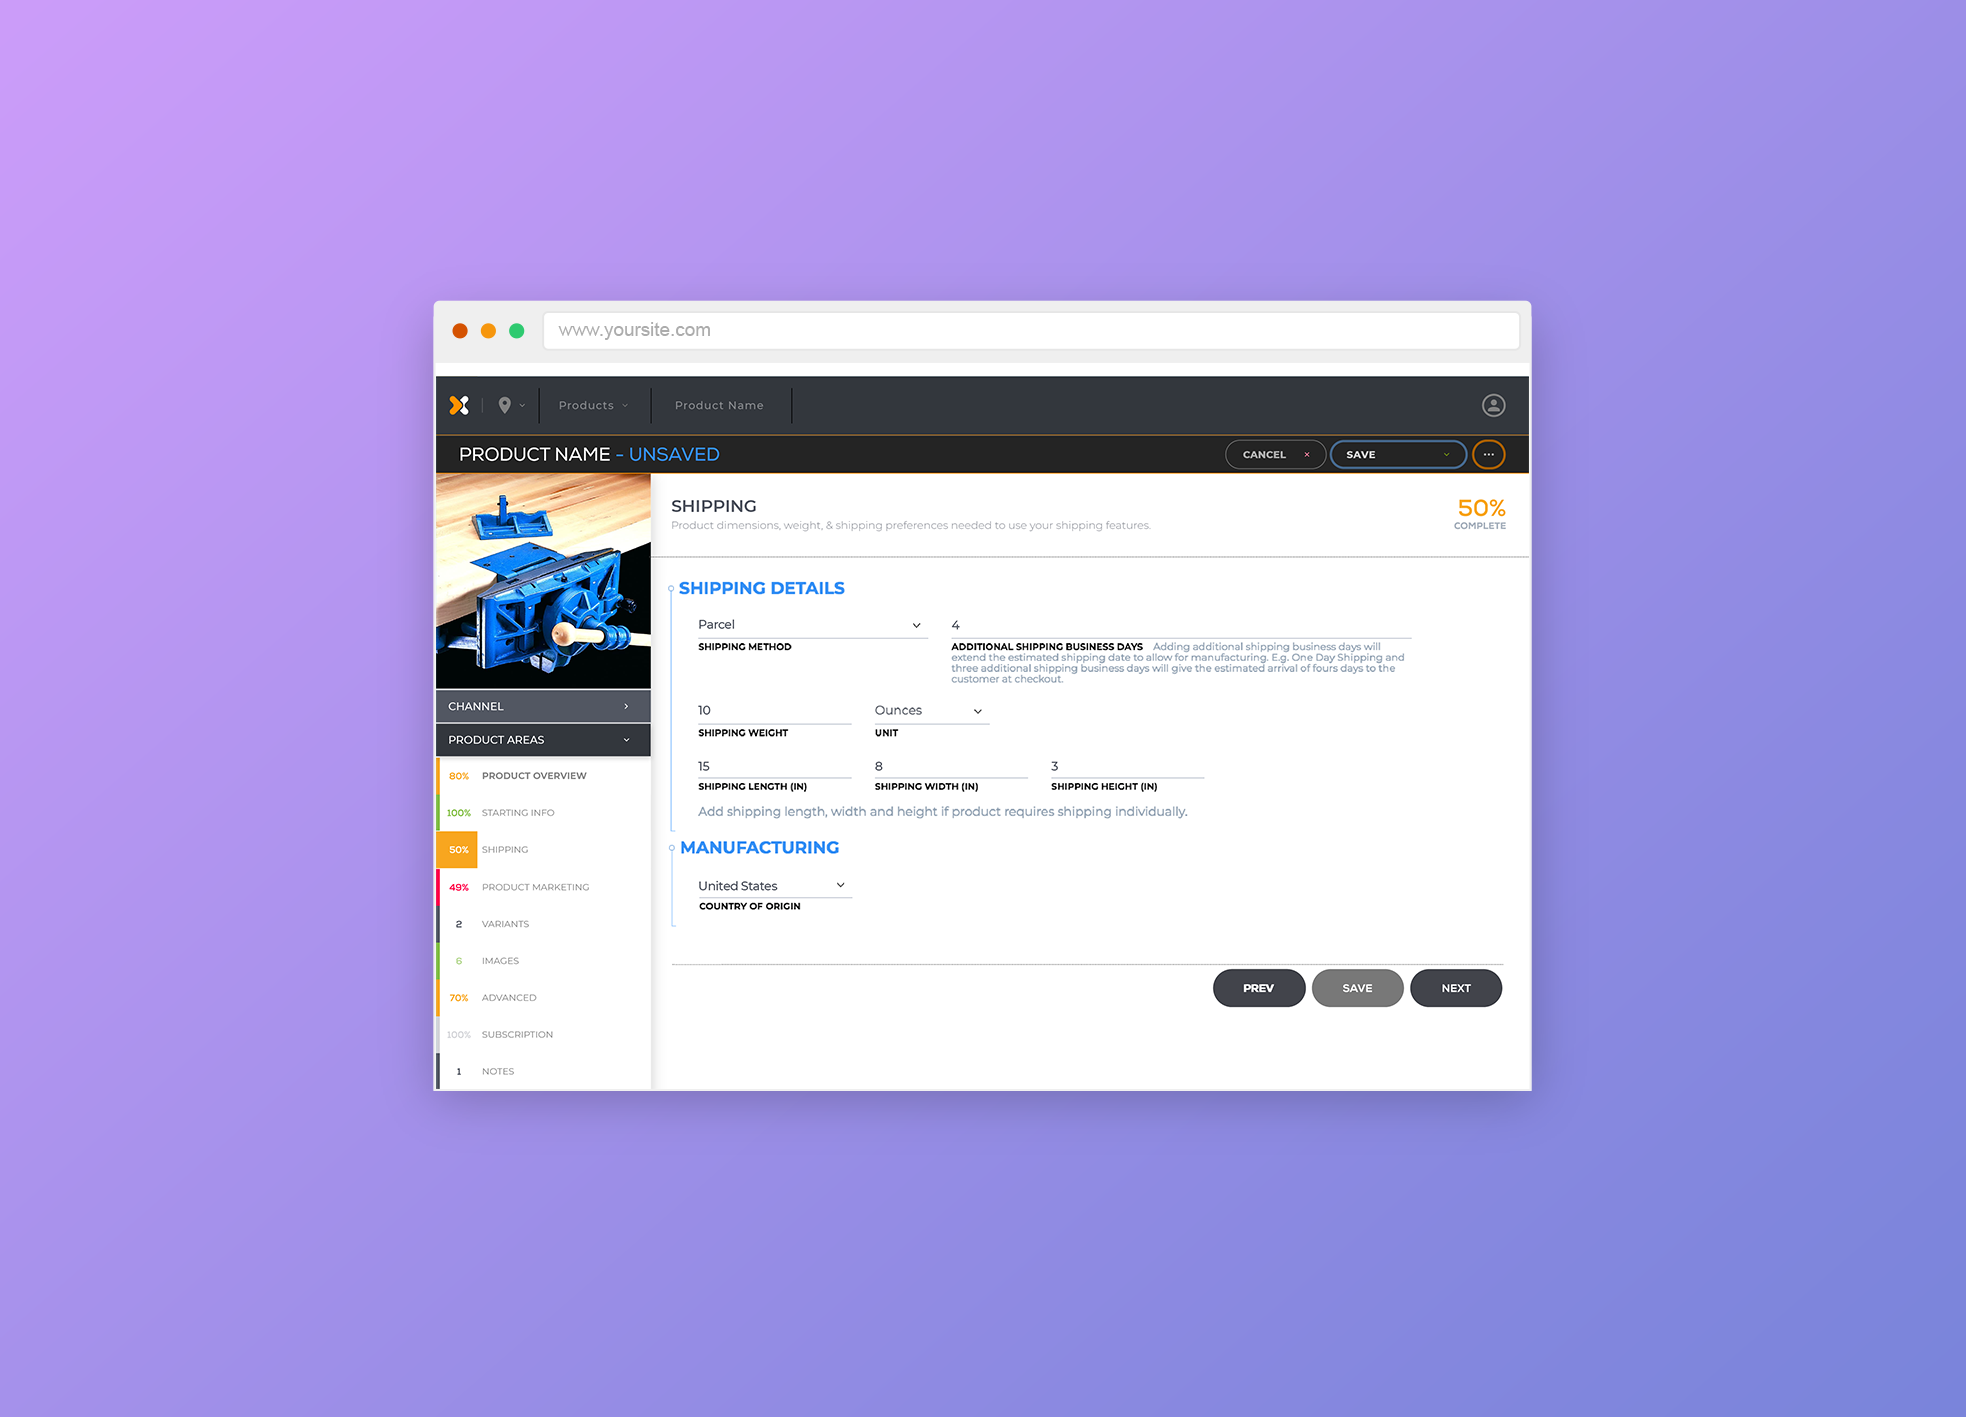 www.yoursite.com
Products
Product Name
PRODUCT NAME - UNSAVED
CANCEL ×
SAVE
...
SHIPPING
Product dimensions, weight, & shipping preferences needed to use your shipping features.
50%
COMPLETE
CHANNEL
PRODUCT AREAS
80% PRODUCT OVERVIEW
100% STARTING INFO
50% SHIPPING
49% PRODUCT MARKETING
2 VARIANTS
6 IMAGES
70% ADVANCED
100% SUBSCRIPTION
1 NOTES
SHIPPING DETAILS
Parcel
SHIPPING METHOD
4
ADDITIONAL SHIPPING BUSINESS DAYS Adding additional shipping business days will
extend the estimated shipping date to allow for manufacturing. E.g. One Day Shipping and
three additional shipping business days will give the estimated arrival of fours days to the
customer at checkout.
10
SHIPPING WEIGHT
Ounces
UNIT
15
SHIPPING LENGTH (IN)
8
SHIPPING WIDTH (IN)
3
SHIPPING HEIGHT (IN)
Add shipping length, width and height if product requires shipping individually.
MANUFACTURING
United States
COUNTRY OF ORIGIN
PREV
SAVE
NEXT